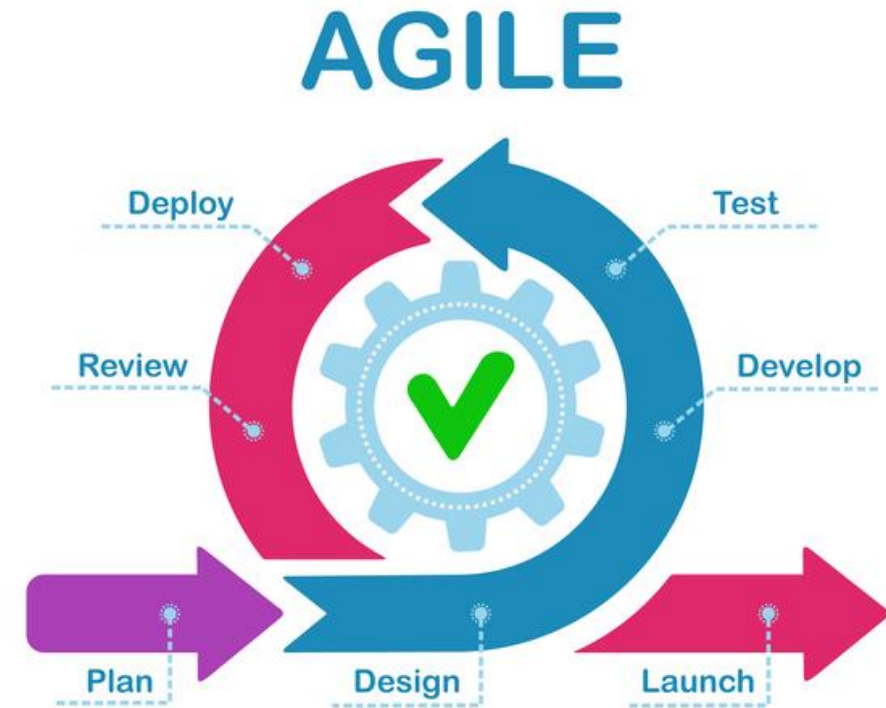 AGILE
Deploy
Test
Review
Develop
Plan
Design
Launch